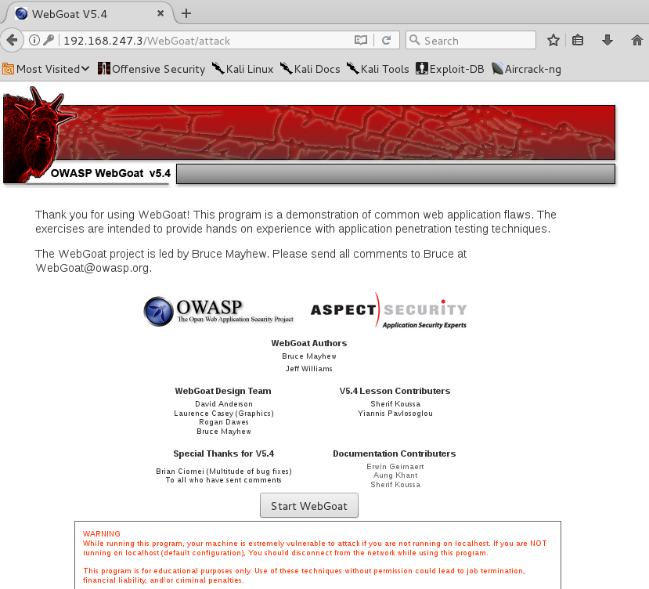 WebGoat V5.4
192.168.247.3/WebGoat/attack
Search
Most Visited
Offensive Security
Kali Linux
Kali Docs
Kali Tools
Exploit-DB
Aircrack-ng
OWASP WebGoat v5.4
Thank you for using WebGoat! This program is a demonstration of common web application flaws. The
exercises are intended to provide hands on experience with application penetration testing techniques.
The WebGoat project is led by Bruce Mayhew. Please send all comments to Bruce at
WebGoat@owasp.org.
OWASP
The Open Web Application Security Project
ASPECT SECURITY
Application Security Experts
WebGoat Authors
Bruce Mayhew
Jeff Williams
WebGoat Design Team
David Anderson
Laurence Casey (Graphics)
Rogan Dawes
Bruce Mayhew
V5.4 Lesson Contributers
Sherif Koussa
Yiannis Pavlosoglou
Special Thanks for V5.4
Brian Ciomei (Multitude of bug fixes)
To all who have sent comments
Documentation Contributers
Erwin Geirnaert
Aung Khant
Sherif Koussa
Start WebGoat
WARNING
While running this program, your machine is extremely vulnerable to attack if you are not running on localhost. If you are NOT
running on localhost (default configuration), You should disconnect from the network while using this program.
This program is for educational purposes only. Use of these techniques without permission could lead to job termination,
financial liability, and/or criminal penalties.